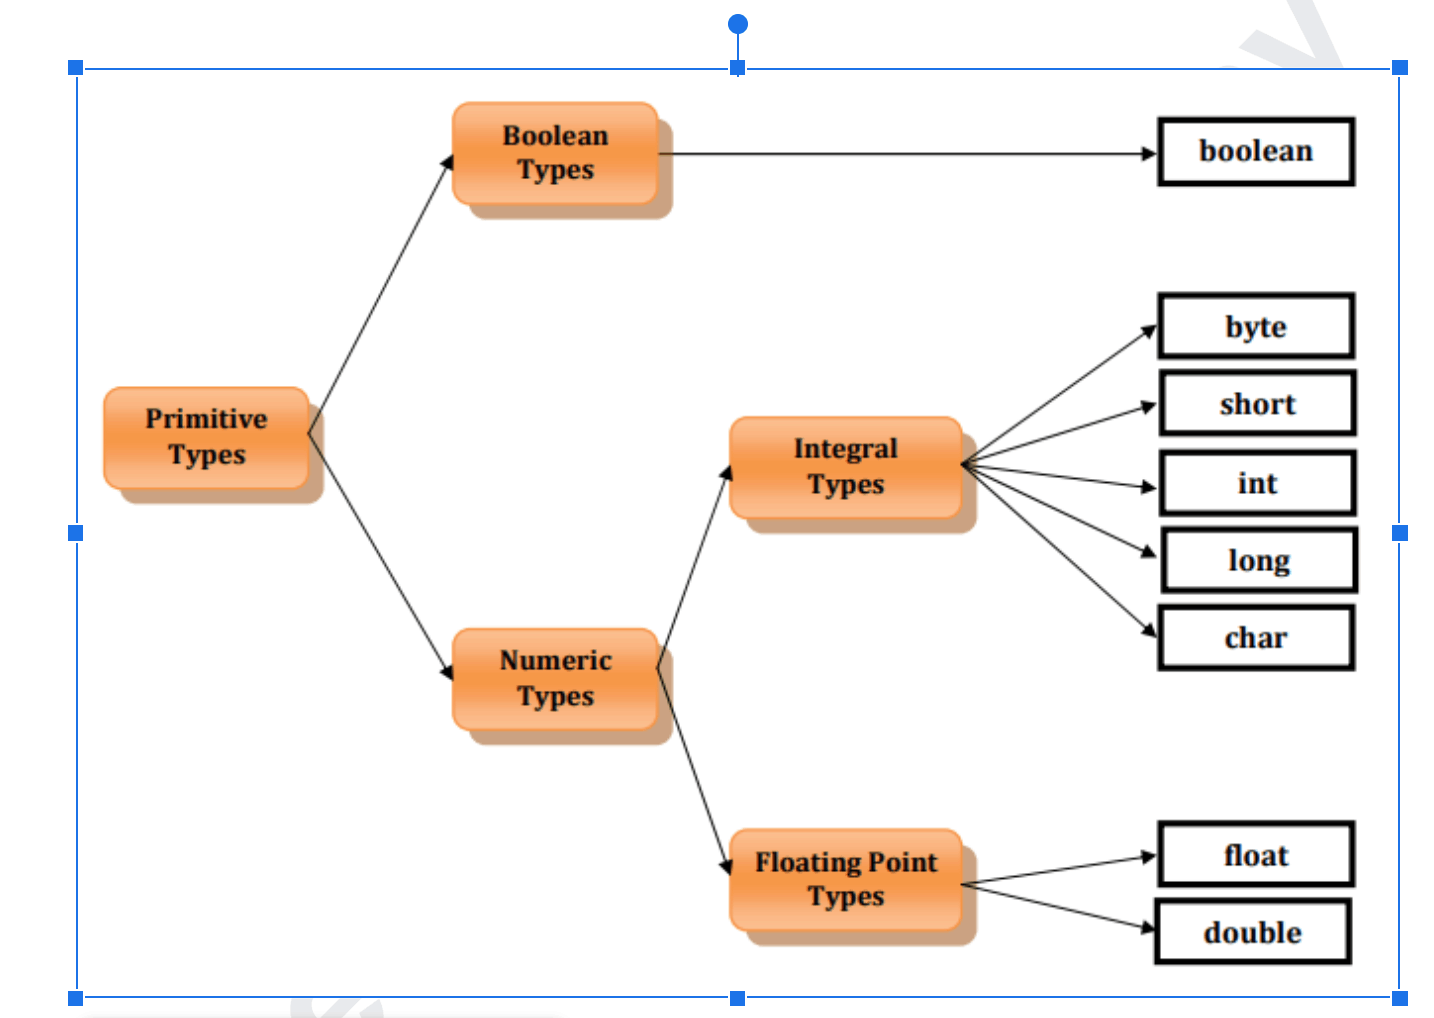 Boolean
Types
boolean
byte
short
Primitive
Types
Integral
Types
int
long
char
Numeric
Types
Floating Point
Types
float
double